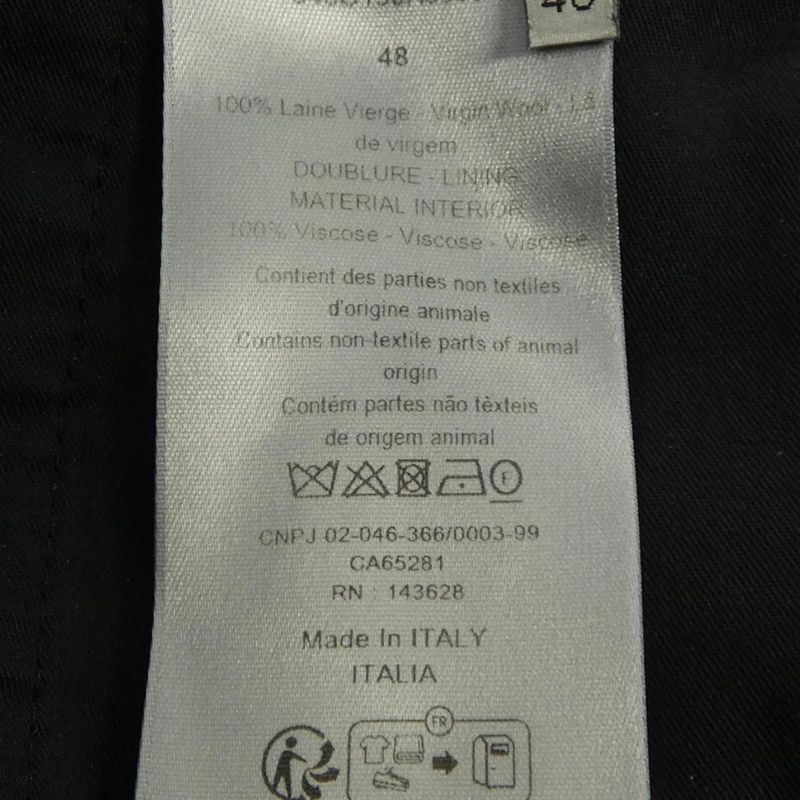 48
48
100% Laine Vierge - Virgin Wool - Lã
de virgem
DOUBLURE - LINING
MATERIAL INTERIOR
100% Viscose - Viscose - Viscose
Contient des parties non textiles
d'origine animale
Contains non-textile parts of animal
origin
Contém partes não têxteis
de origem animal
F
CNPJ 02-046-366/0003-99
CA65281
RN : 143628
Made In ITALY
ITALIA
FR